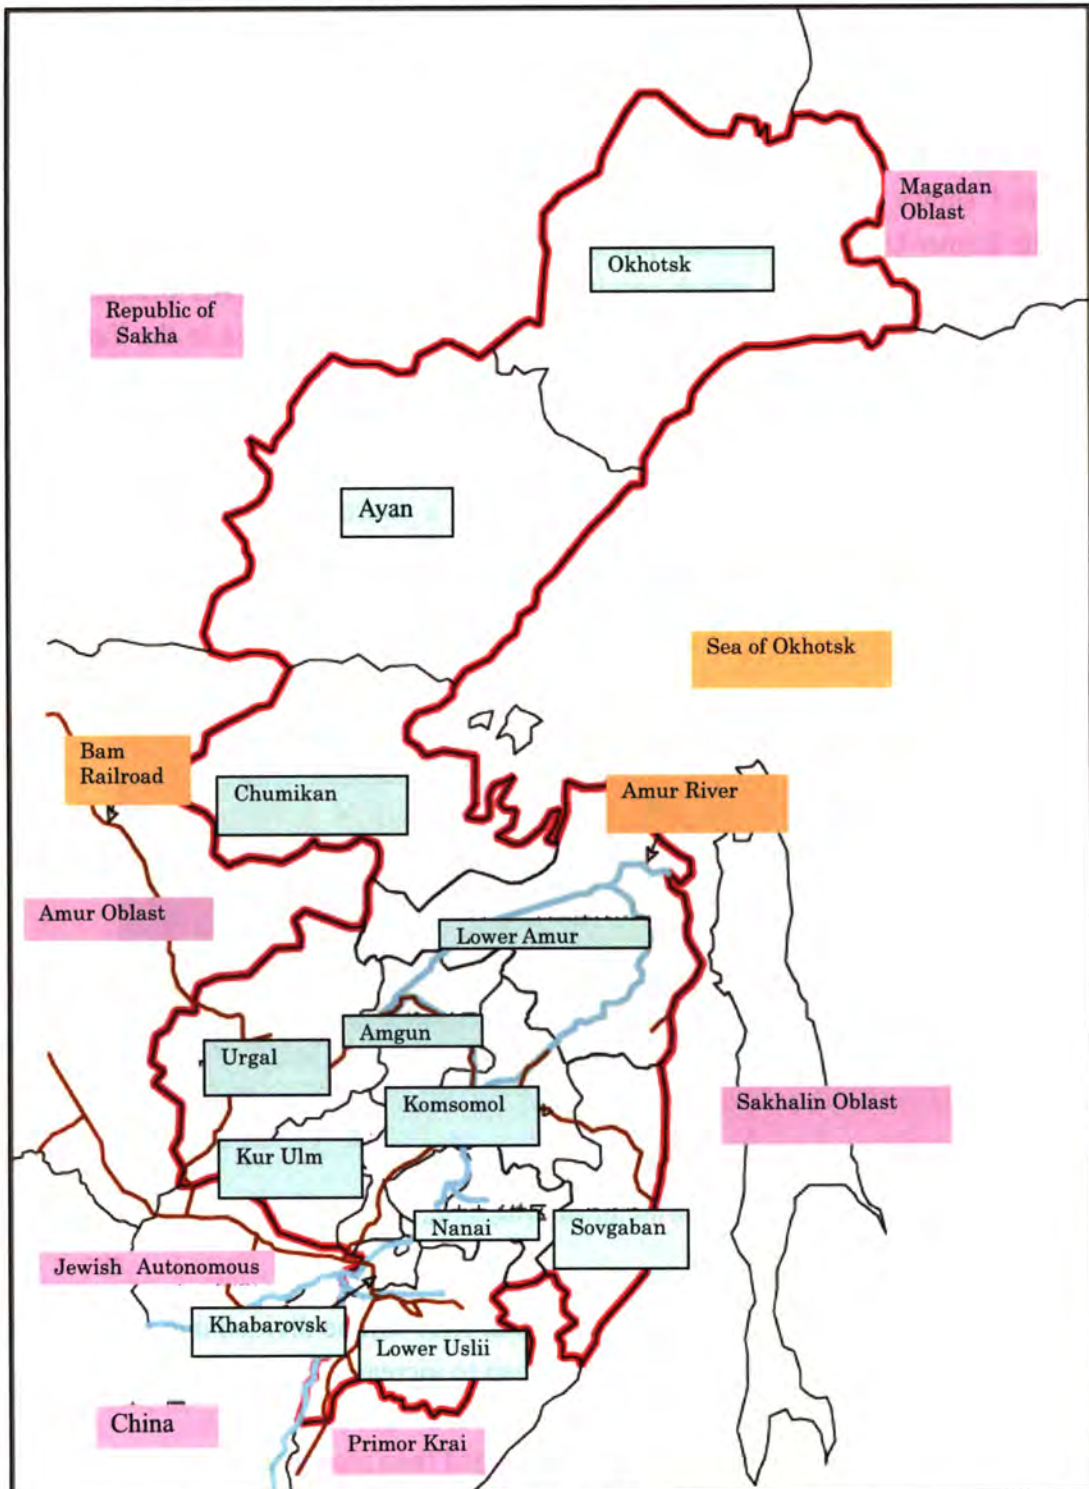 Magadan
Oblast
Okhotsk
Republic of
Sakha
Ayan
Sea of Okhotsk
Bam
Railroad
Chumikan
Amur River
Amur Oblast
Lower Amur
Amgun
Urgal
Komsomol
Sakhalin Oblast
Kur Ulm
Nanai
Sovgaban
Jewish Autonomous
Khabarovsk
Lower Uslii
China
Primor Krai